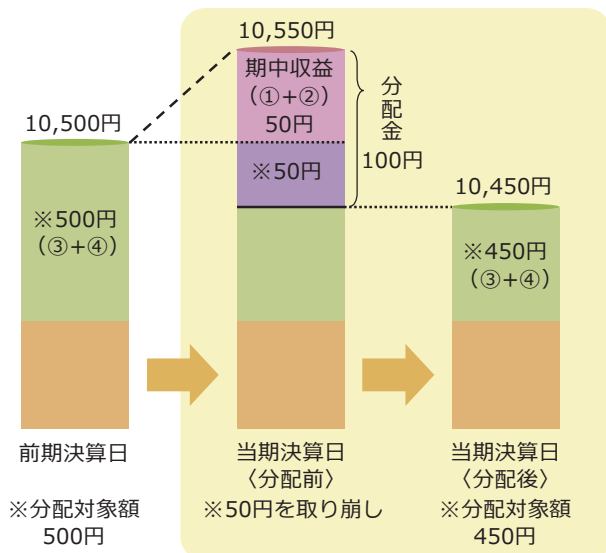 10,550円
期中収益
（①＋②）
50円
分配金
100円
10,500円
※50円
10,450円
※500円
（③＋④）
※450円
（③＋④）
前期決算日
当期決算日
〈分配前〉
当期決算日
〈分配後〉
※分配対象額
500円
※50円を取り崩し
※分配対象額
450円